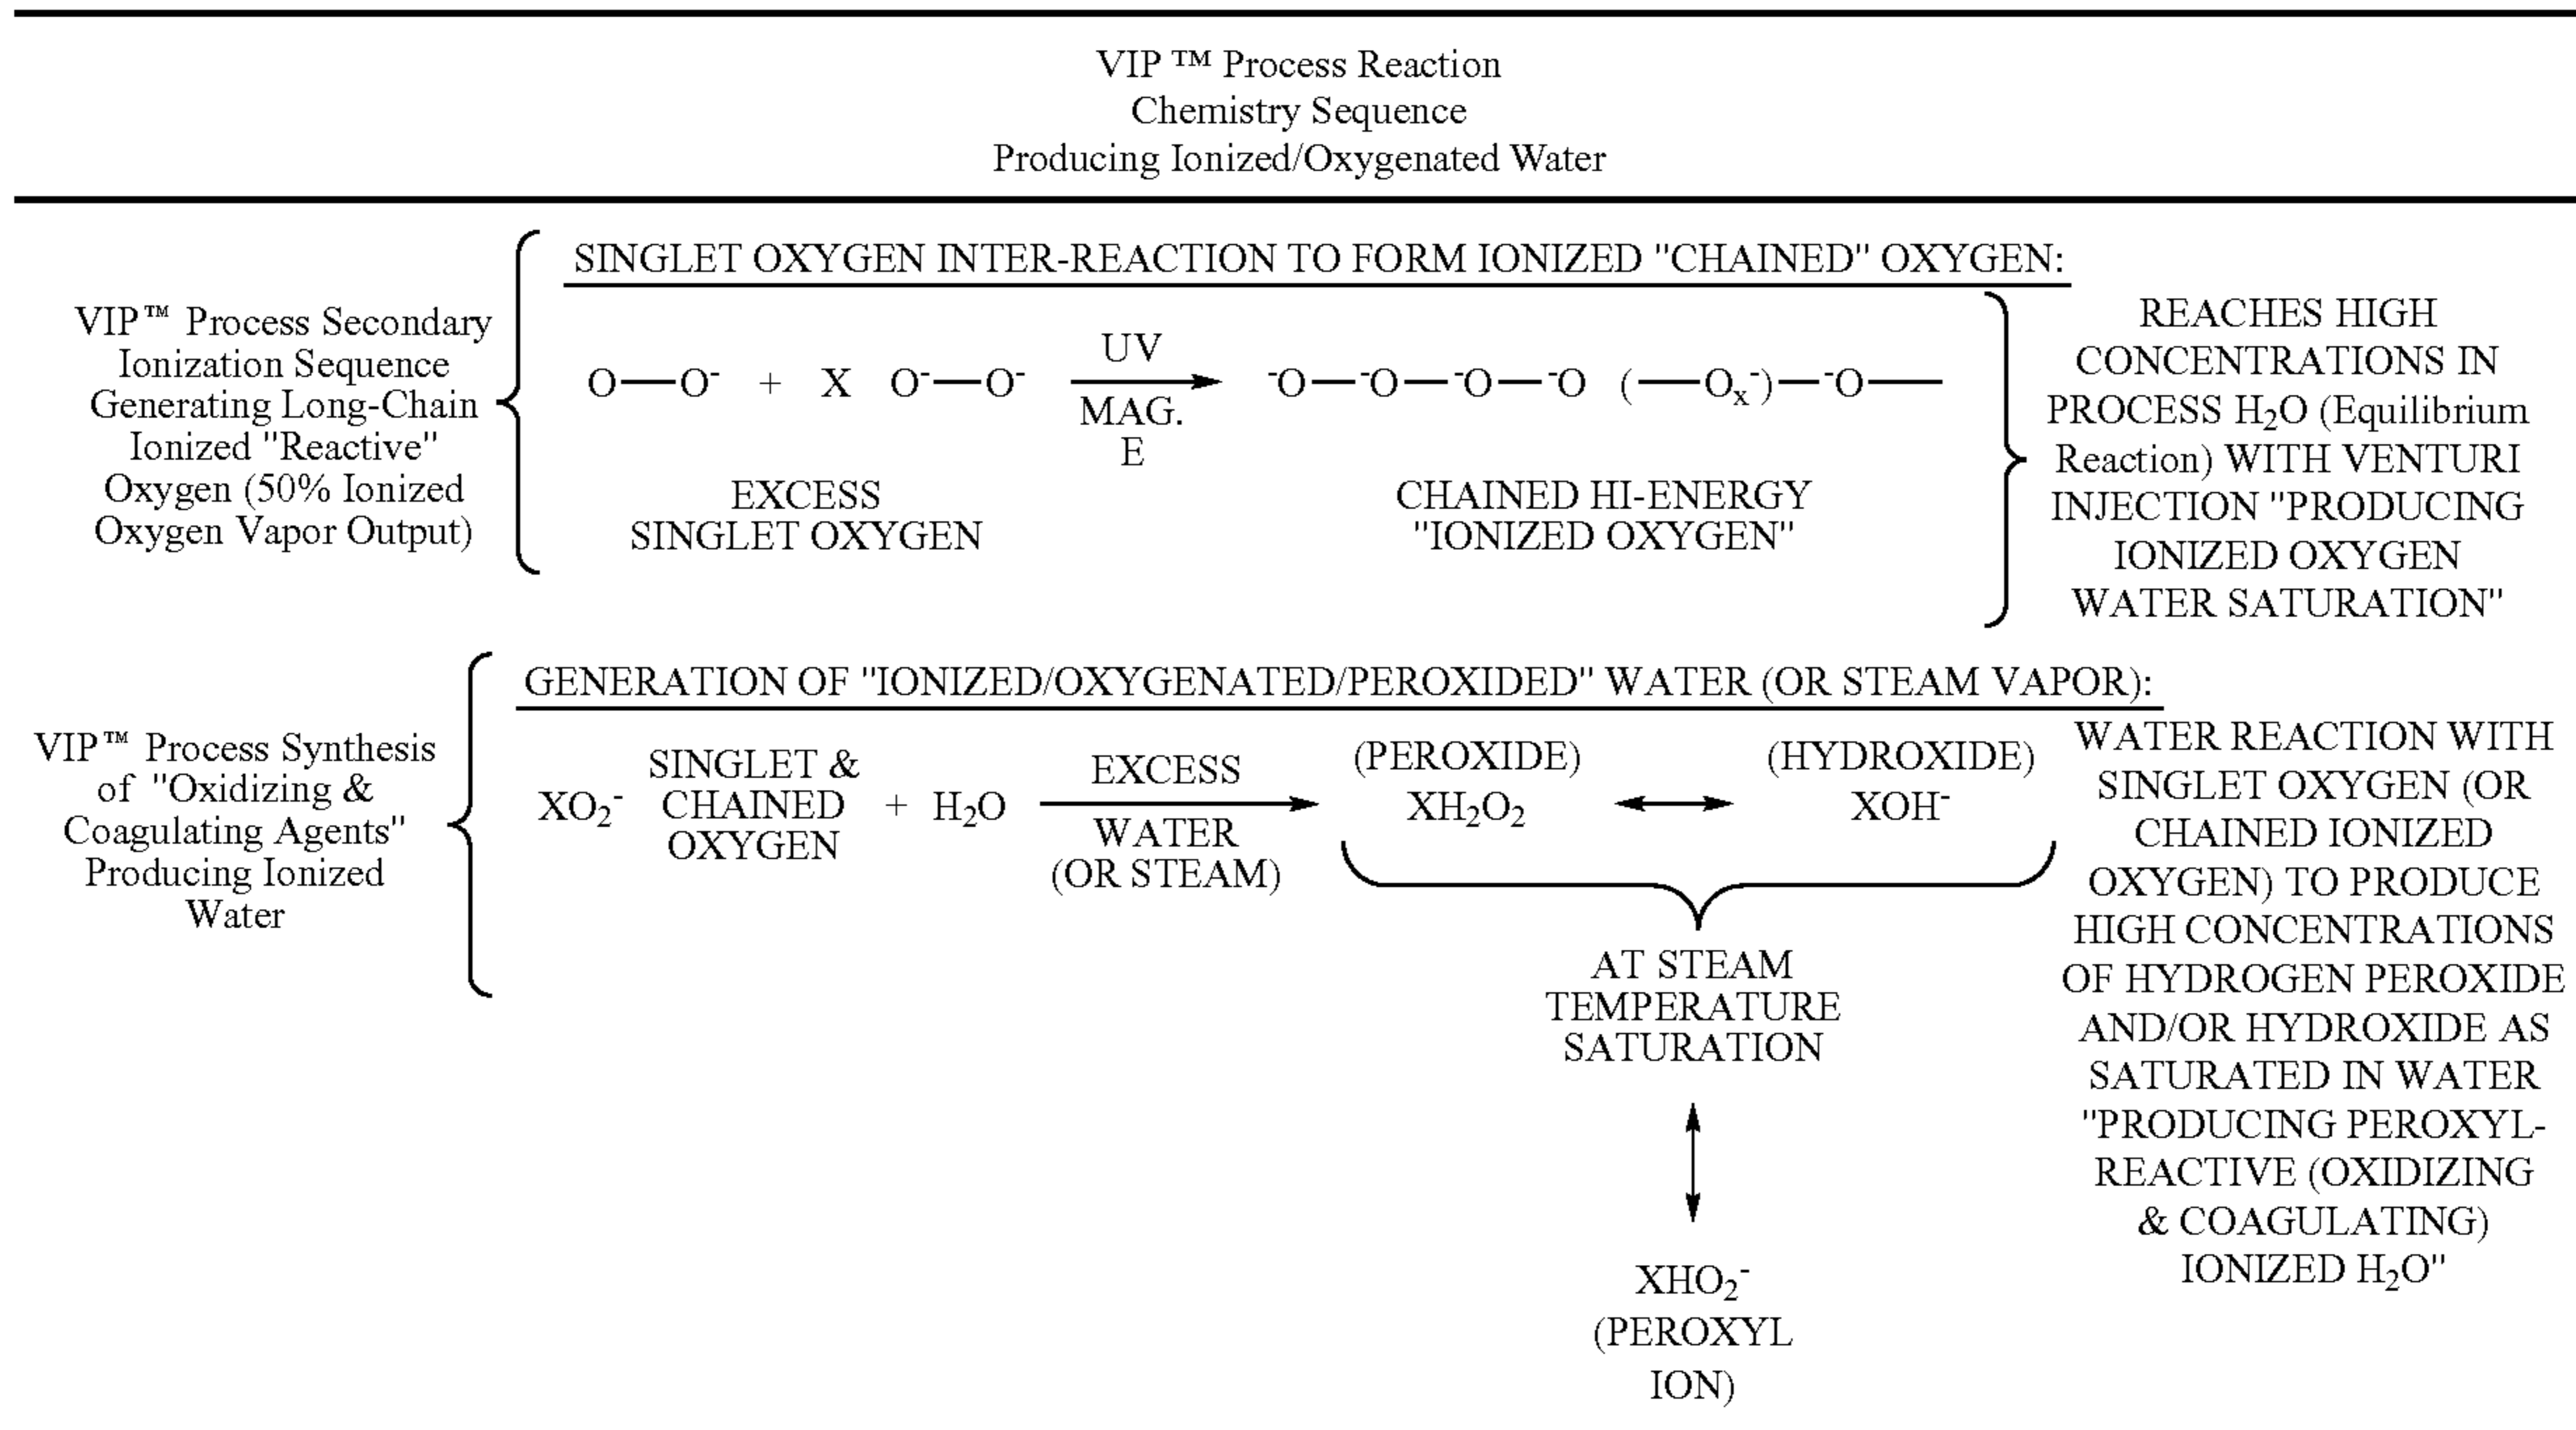 VIP ™ Process Reaction
Chemistry Sequence
Producing Ionized/Oxygenated Water
SINGLET OXYGEN INTER-REACTION TO FORM IONIZED "CHAINED" OXYGEN:
VIP™ Process Secondary
Ionization Sequence
Generating Long-Chain
Ionized "Reactive"
Oxygen (50% Ionized
Oxygen Vapor Output)
O—O⁻ + X O⁻—O⁻
UV
MAG.
E
⁻O—⁻O—⁻O—⁻O (—Oₓ⁻)—⁻O—
EXCESS
SINGLET OXYGEN
CHAINED HI-ENERGY
"IONIZED OXYGEN"
REACHES HIGH
CONCENTRATIONS IN
PROCESS H₂O (Equilibrium
Reaction) WITH VENTURI
INJECTION "PRODUCING
IONIZED OXYGEN
WATER SATURATION"
GENERATION OF "IONIZED/OXYGENATED/PEROXIDED" WATER (OR STEAM VAPOR):
VIP™ Process Synthesis
of "Oxidizing &
Coagulating Agents"
Producing Ionized
Water
XO₂⁻
SINGLET &
CHAINED
OXYGEN
+ H₂O
EXCESS
WATER
(OR STEAM)
(PEROXIDE)
XH₂O₂
(HYDROXIDE)
XOH⁻
AT STEAM
TEMPERATURE
SATURATION
XHO₂⁻
(PEROXYL
ION)
WATER REACTION WITH
SINGLET OXYGEN (OR
CHAINED IONIZED
OXYGEN) TO PRODUCE
HIGH CONCENTRATIONS
OF HYDROGEN PEROXIDE
AND/OR HYDROXIDE AS
SATURATED IN WATER
"PRODUCING PEROXYL-
REACTIVE (OXIDIZING
& COAGULATING)
IONIZED H₂O"